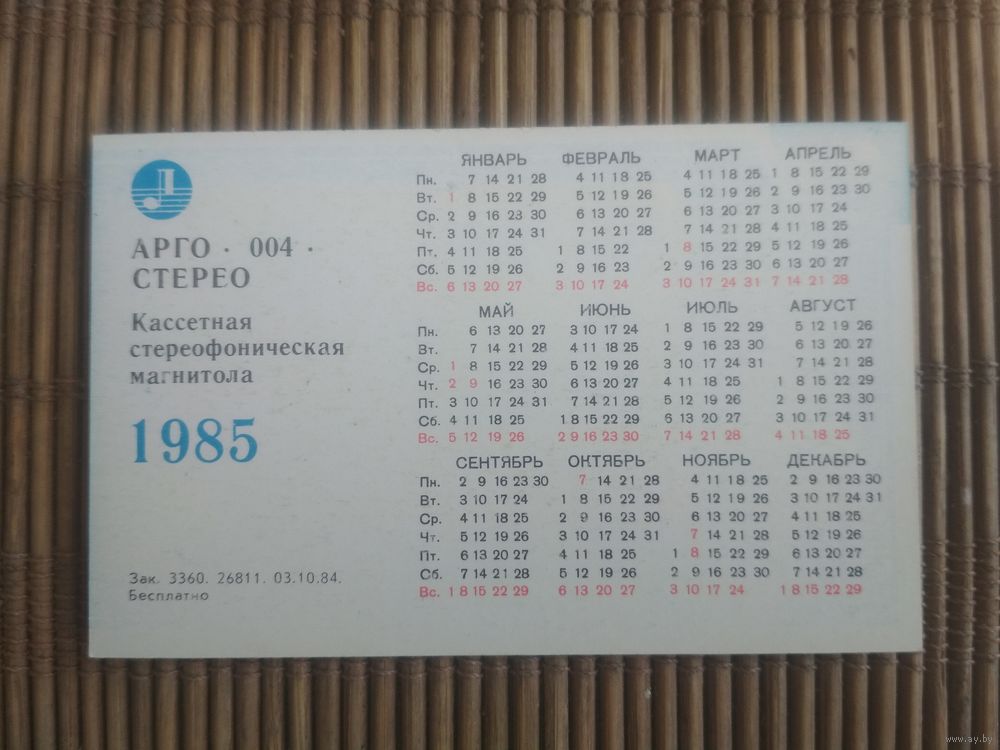 АРГО · 004 ·
СТЕРЕО
Кассетная
стереофоническая
магнитола
1985
Зак. 3360. 26811. 03.10.84.
Бесплатно
ЯНВАРЬ ФЕВРАЛЬ МАРТ АПРЕЛЬ
Пн. 7 14 21 28 4 11 18 25 4 11 18 25 1 8 15 22 29
Вт. 1 8 15 22 29 5 12 19 26 5 12 19 26 2 9 16 23 30
Ср. 2 9 16 23 30 6 13 20 27 6 13 20 27 3 10 17 24
Чт. 3 10 17 24 31 7 14 21 28 7 14 21 28 4 11 18 25
Пт. 4 11 18 25 1 8 15 22 1 8 15 22 29 5 12 19 26
Сб. 5 12 19 26 2 9 16 23 2 9 16 23 30 6 13 20 27
Вс. 6 13 20 27 3 10 17 24 3 10 17 24 31 7 14 21 28
МАЙ ИЮНЬ ИЮЛЬ АВГУСТ
Пн. 6 13 20 27 3 10 17 24 1 8 15 22 29 5 12 19 26
Вт. 7 14 21 28 4 11 18 25 2 9 16 23 30 6 13 20 27
Ср. 1 8 15 22 29 5 12 19 26 3 10 17 24 31 7 14 21 28
Чт. 2 9 16 23 30 6 13 20 27 4 11 18 25 1 8 15 22 29
Пт. 3 10 17 24 31 7 14 21 28 5 12 19 26 2 9 16 23 30
Сб. 4 11 18 25 1 8 15 22 29 6 13 20 27 3 10 17 24 31
Вс. 5 12 19 26 2 9 16 23 30 7 14 21 28 4 11 18 25
СЕНТЯБРЬ ОКТЯБРЬ НОЯБРЬ ДЕКАБРЬ
Пн. 2 9 16 23 30 7 14 21 28 4 11 18 25 2 9 16 23 30
Вт. 3 10 17 24 1 8 15 22 29 5 12 19 26 3 10 17 24 31
Ср. 4 11 18 25 2 9 16 23 30 6 13 20 27 4 11 18 25
Чт. 5 12 19 26 3 10 17 24 31 7 14 21 28 5 12 19 26
Пт. 6 13 20 27 4 11 18 25 1 8 15 22 29 6 13 20 27
Сб. 7 14 21 28 5 12 19 26 2 9 16 23 30 7 14 21 28
Вс. 1 8 15 22 29 6 13 20 27 3 10 17 24 1 8 15 22 29
www.ay.by